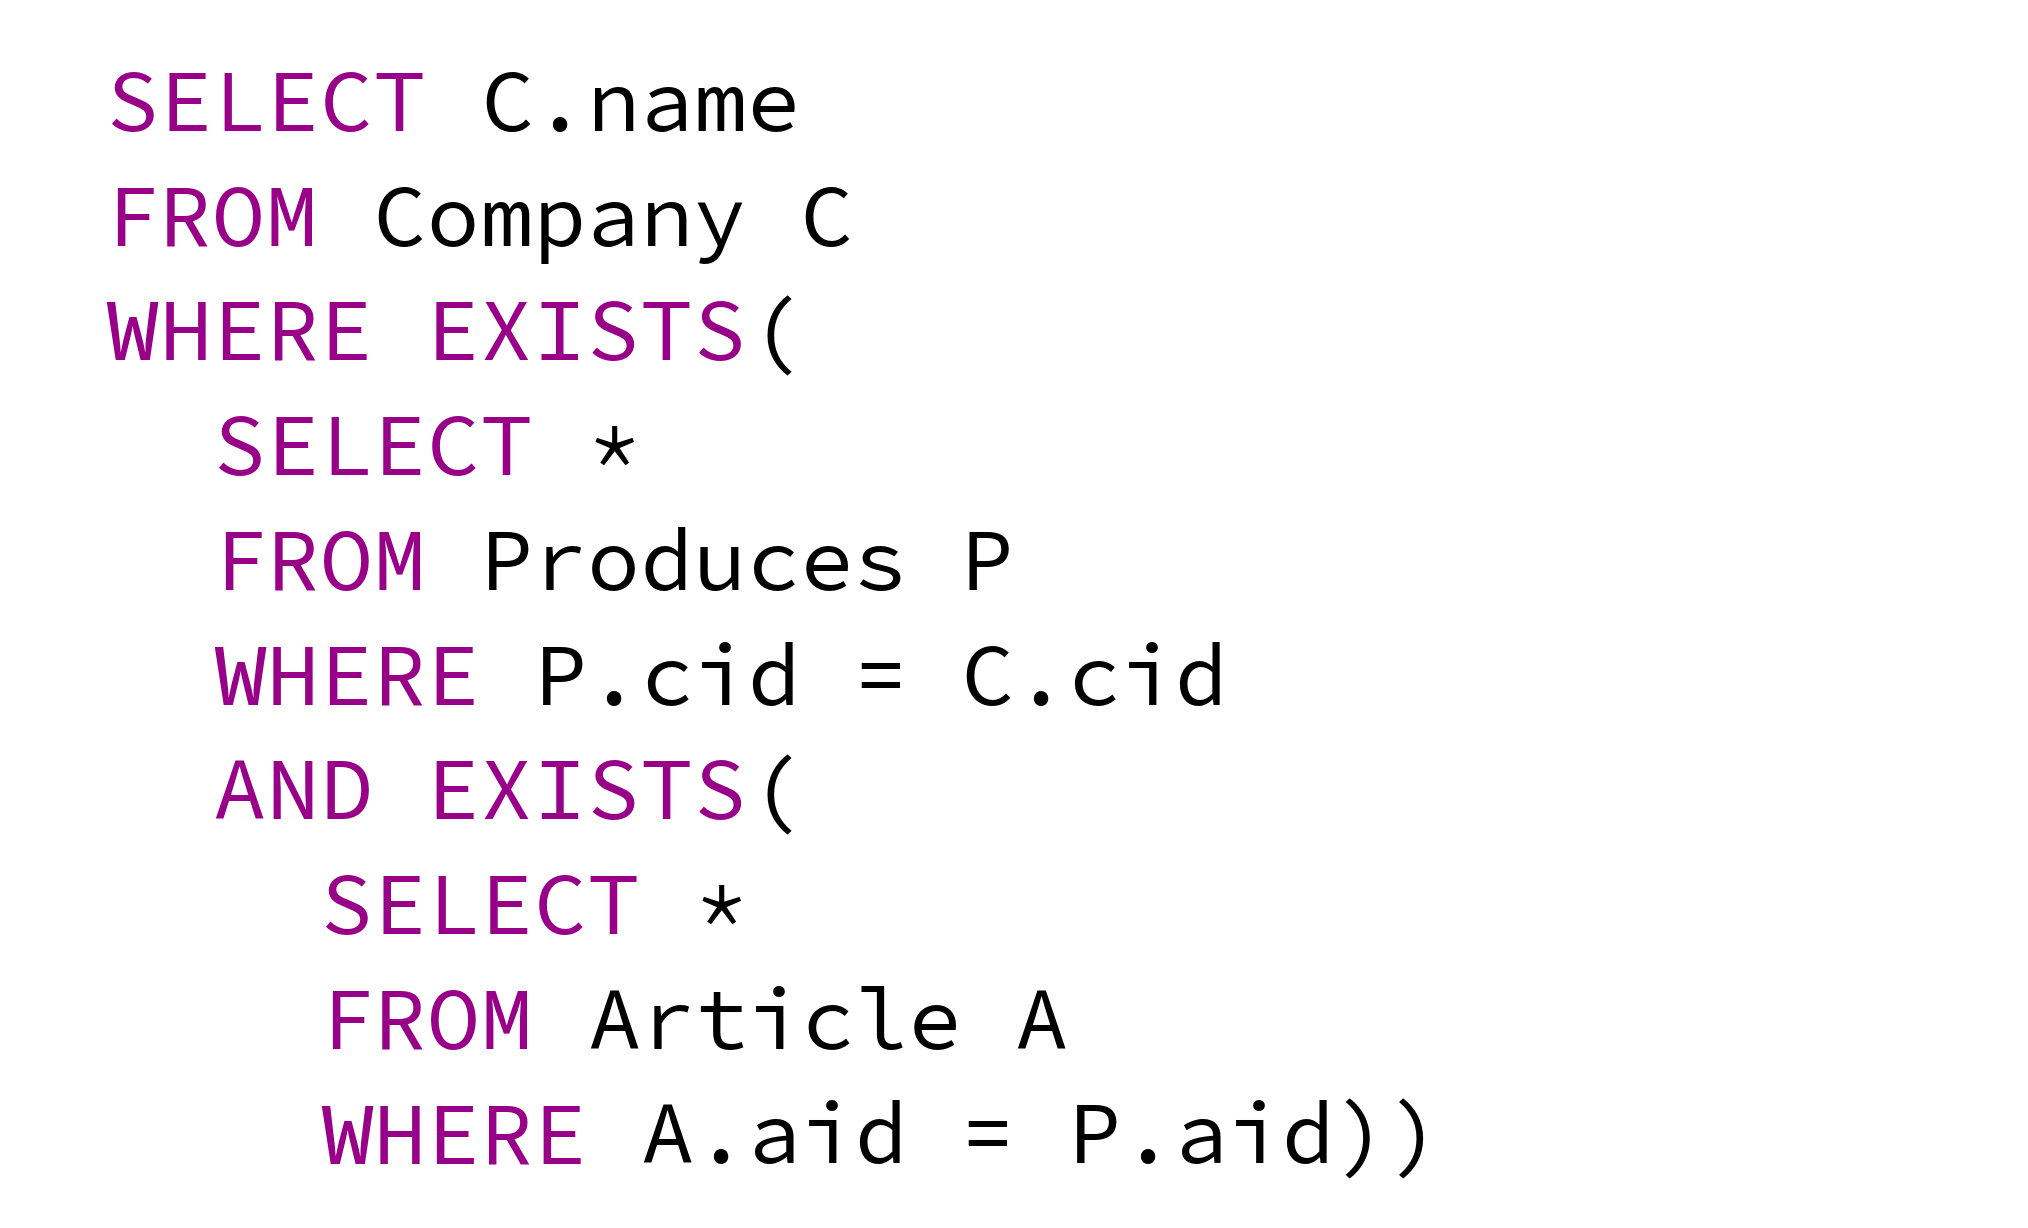 SELECT C.name
FROM Company C
WHERE EXISTS(
  SELECT *
  FROM Produces P
  WHERE P.cid = C.cid
  AND EXISTS(
    SELECT *
    FROM Article A
    WHERE A.aid = P.aid))